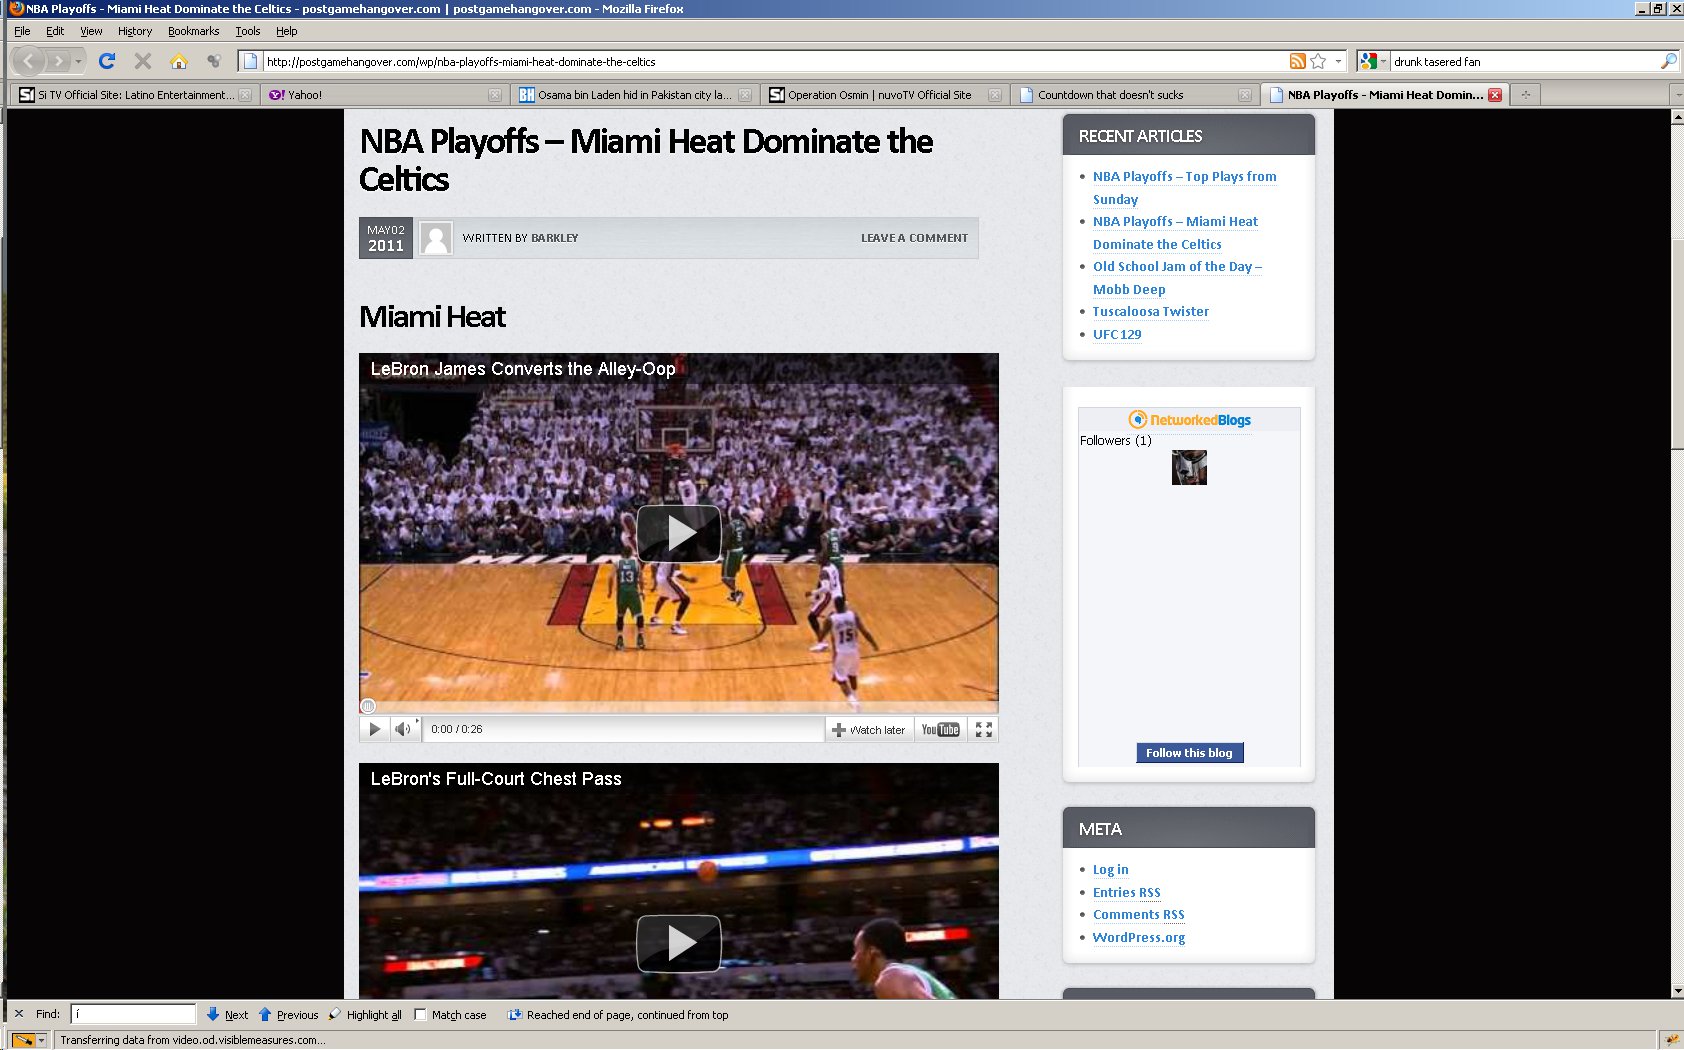 NBA Playoffs - Miami Heat Dominate the Celtics - postgamehangover.com | postgamehangover.com - Mozilla Firefox
File Edit View History Bookmarks Tools Help
http://postgamehangover.com/wp/nba-playoffs-miami-heat-dominate-the-celtics
drunk tasered fan
Si TV Official Site: Latino Entertainment...
Yahoo!
BH Osama bin Laden hid in Pakistan city la...
Si Operation Osmin | nuvoTV Official Site
Countdown that doesn't sucks
NBA Playoffs - Miami Heat Domin...
NBA Playoffs – Miami Heat Dominate the
Celtics
MAY02
2011
WRITTEN BY BARKLEY
LEAVE A COMMENT
Miami Heat
LeBron James Converts the Alley-Oop
13
15
0:00 / 0:26
Watch later
YouTube
LeBron's Full-Court Chest Pass
RECENT ARTICLES
NBA Playoffs – Top Plays from
Sunday
NBA Playoffs – Miami Heat
Dominate the Celtics
Old School Jam of the Day –
Mobb Deep
Tuscaloosa Twister
UFC 129
NetworkedBlogs
Followers (1)
Follow this blog
META
Log in
Entries RSS
Comments RSS
WordPress.org
Find: í Next Previous Highlight all Match case Reached end of page, continued from top
Transferring data from video.od.visiblemeasures.com...